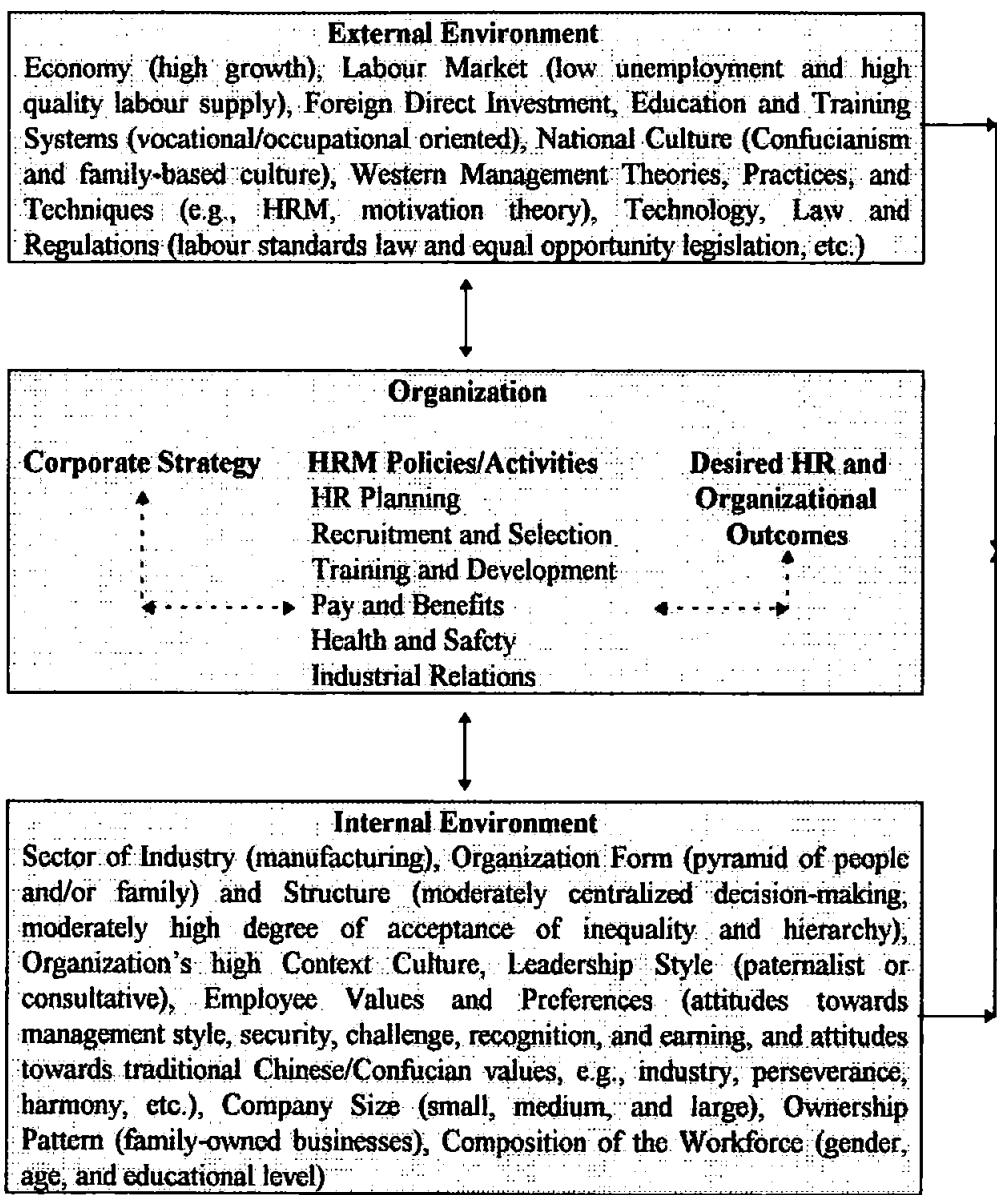 External Environment
Economy (high growth), Labour Market (low unemployment and high
quality labour supply), Foreign Direct Investment, Education and Training
Systems (vocational/occupational oriented), National Culture (Confucianism
and family-based culture), Western Management Theories, Practices, and
Techniques (e.g., HRM, motivation theory), Technology, Law and
Regulations (labour standards law and equal opportunity legislation, etc.)
Organization
Corporate Strategy
HRM Policies/Activities
HR Planning
Recruitment and Selection
Training and Development
Pay and Benefits
Health and Safety
Industrial Relations
Desired HR and
Organizational
Outcomes
Internal Environment
Sector of Industry (manufacturing), Organization Form (pyramid of people
and/or family) and Structure (moderately centralized decision-making,
moderately high degree of acceptance of inequality and hierarchy),
Organization's high Context Culture, Leadership Style (paternalist or
consultative), Employee Values and Preferences (attitudes towards
management style, security, challenge, recognition, and earning, and attitudes
towards traditional Chinese/Confucian values, e.g., industry, perseverance,
harmony, etc.), Company Size (small, medium, and large), Ownership
Pattern (family-owned businesses), Composition of the Workforce (gender,
age, and educational level)